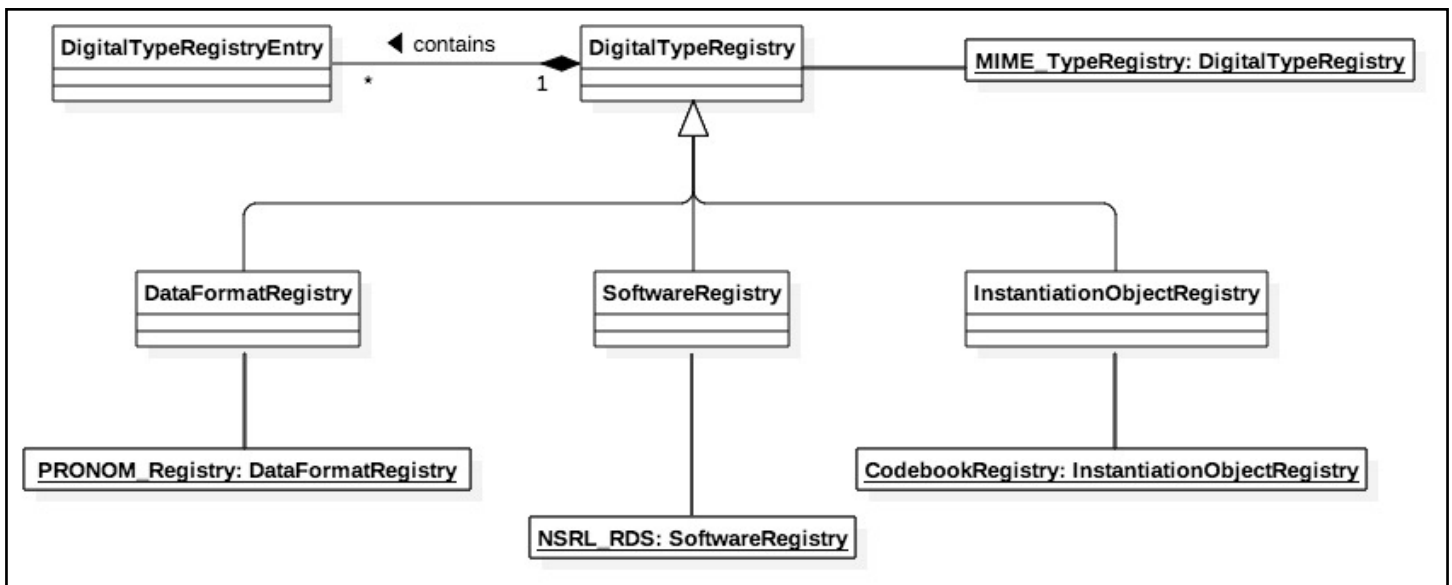 DigitalTypeRegistryEntry
◀ contains
DigitalTypeRegistry
MIME_TypeRegistry: DigitalTypeRegistry
*
1
DataFormatRegistry
SoftwareRegistry
InstantiationObjectRegistry
PRONOM_Registry: DataFormatRegistry
CodebookRegistry: InstantiationObjectRegistry
NSRL_RDS: SoftwareRegistry